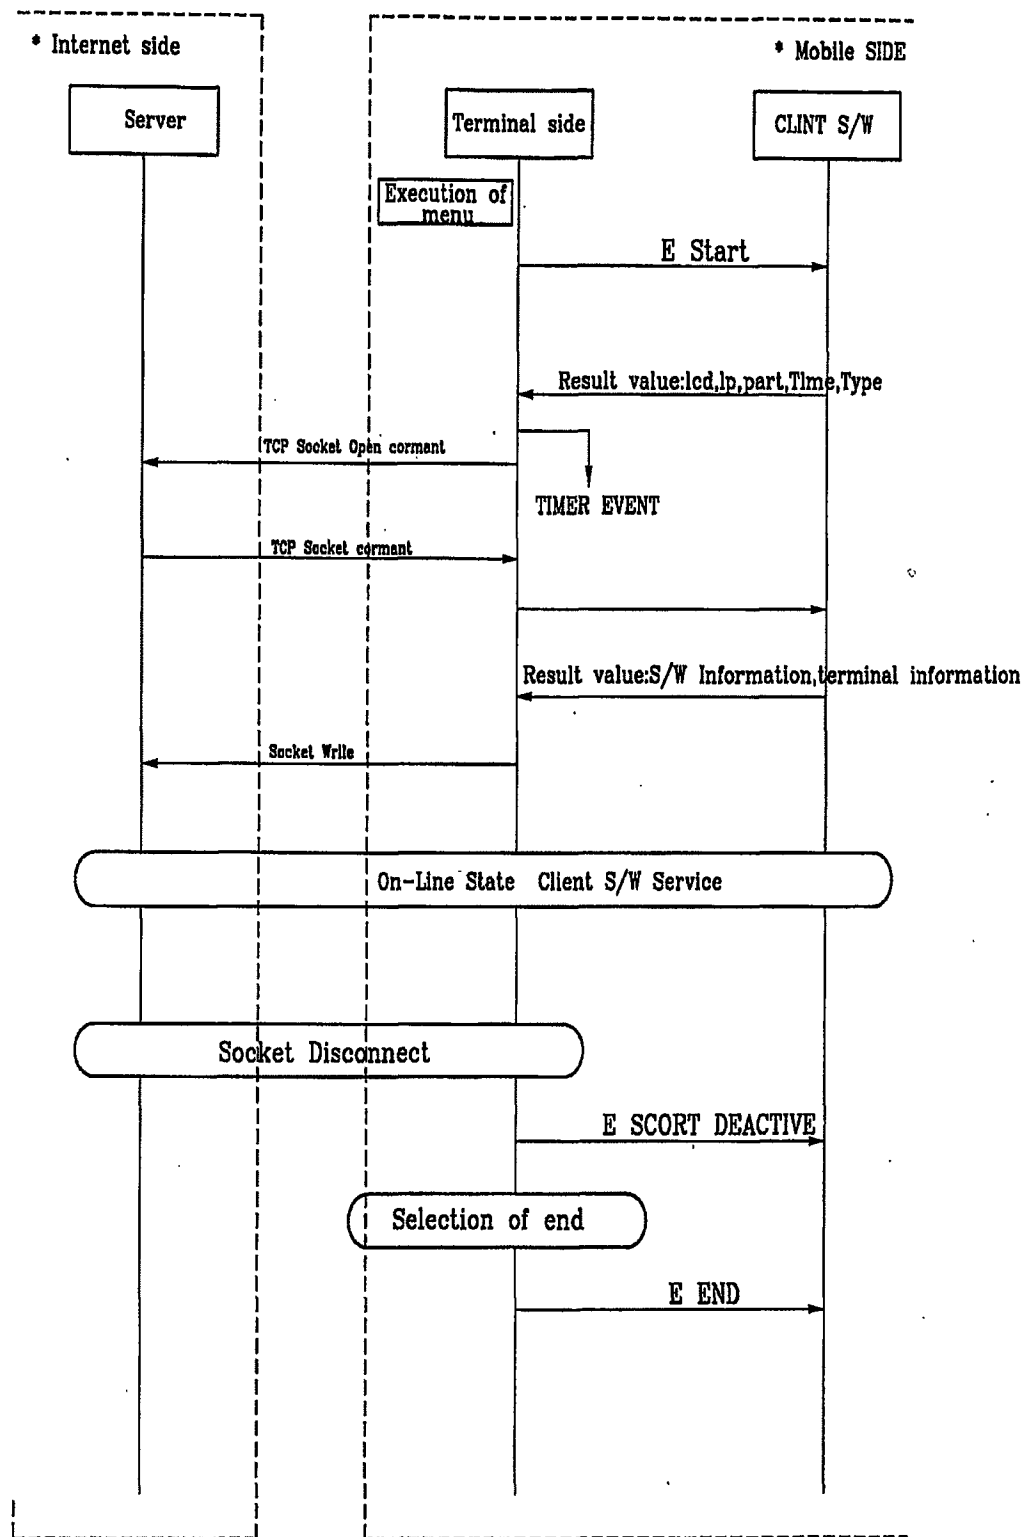 * Internet side
* Mobile SIDE
Server
Terminal side
CLINT S/W
Execution of
menu
E Start
Result value:lcd,lp,part,Time,Type
TCP Socket Open cormant
TIMER EVENT
TCP Socket cormant
Result value:S/W Information,terminal information
Socket Write
On-Line State Client S/W Service
Socket Disconnect
E SCORT DEACTIVE
Selection of end
E END